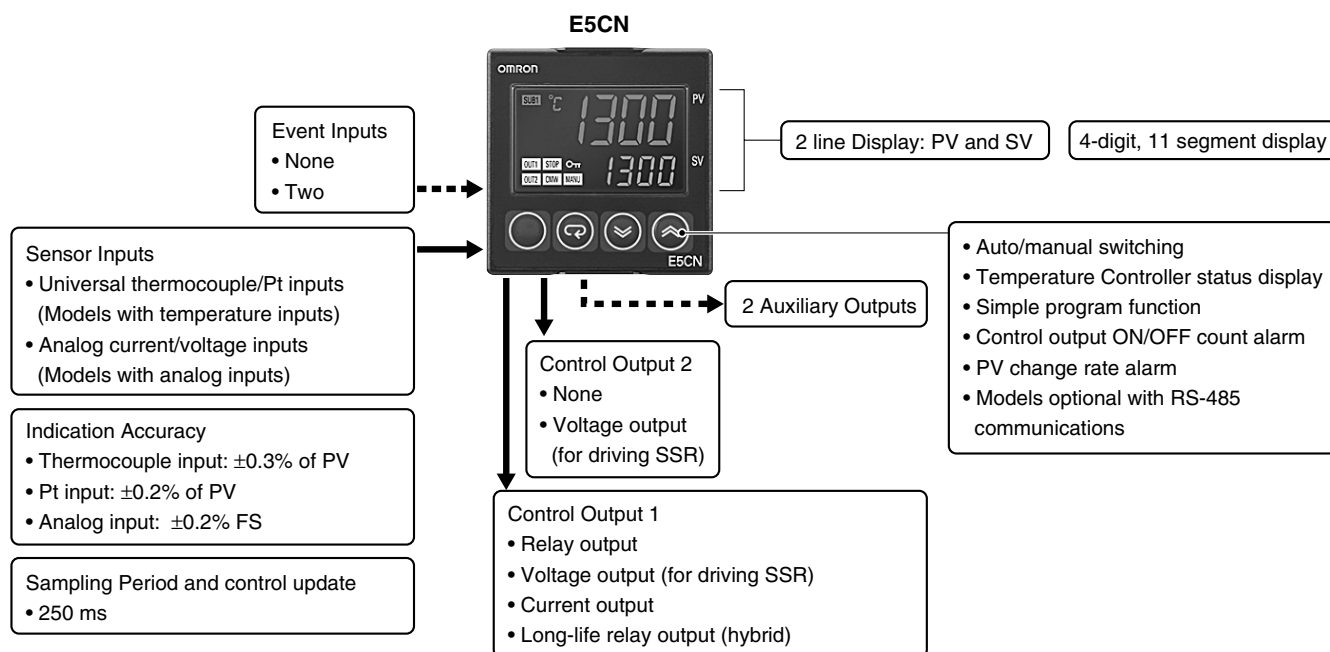 E5CN
OMRON
SUB1 °C 1300 PV
OUT1 STOP
OUT2 CMW MANU
1300 SV
E5CN
Event Inputs
• None
• Two
2 line Display: PV and SV
4-digit, 11 segment display
Sensor Inputs
• Universal thermocouple/Pt inputs
(Models with temperature inputs)
• Analog current/voltage inputs
(Models with analog inputs)
• Auto/manual switching
• Temperature Controller status display
• Simple program function
• Control output ON/OFF count alarm
• PV change rate alarm
• Models optional with RS-485
communications
2 Auxiliary Outputs
Control Output 2
• None
• Voltage output
(for driving SSR)
Indication Accuracy
• Thermocouple input: ±0.3% of PV
• Pt input: ±0.2% of PV
• Analog input: ±0.2% FS
Control Output 1
• Relay output
• Voltage output (for driving SSR)
• Current output
• Long-life relay output (hybrid)
Sampling Period and control update
• 250 ms